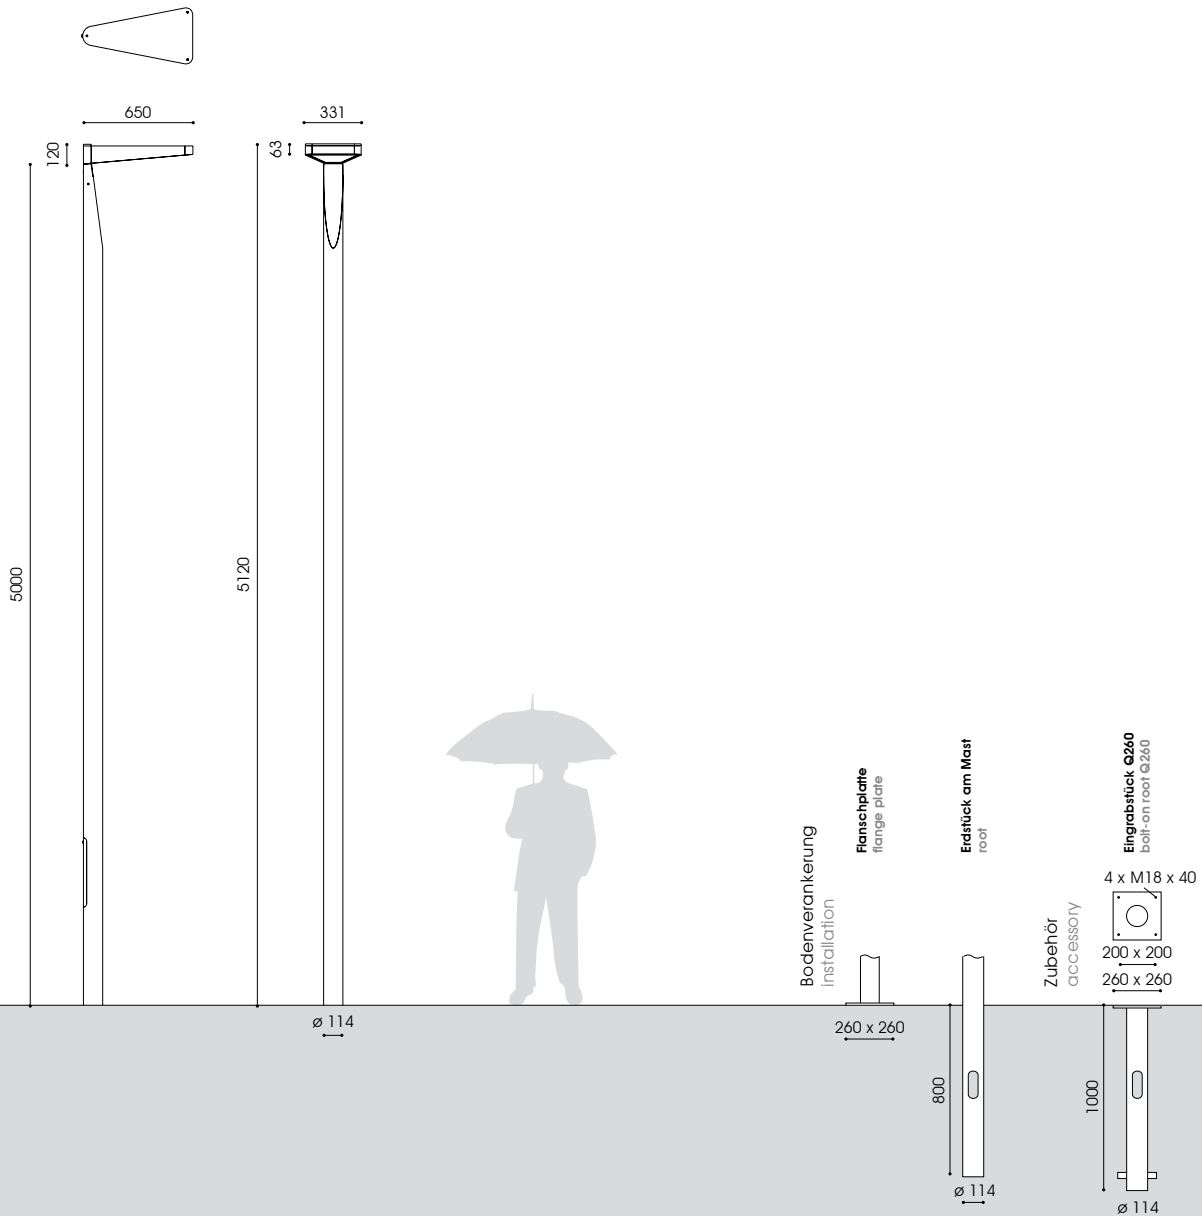 650
331
120
63
5000
5120
ø 114
Bodenverankerung
installation
Flanschplatte
flange plate
260 x 260
Erdstück am Mast
root
800
ø 114
Zubehör
accessory
Eingrabstück Q260
bolt-on root Q260
4 x M18 x 40
200 x 200
260 x 260
1000
ø 114